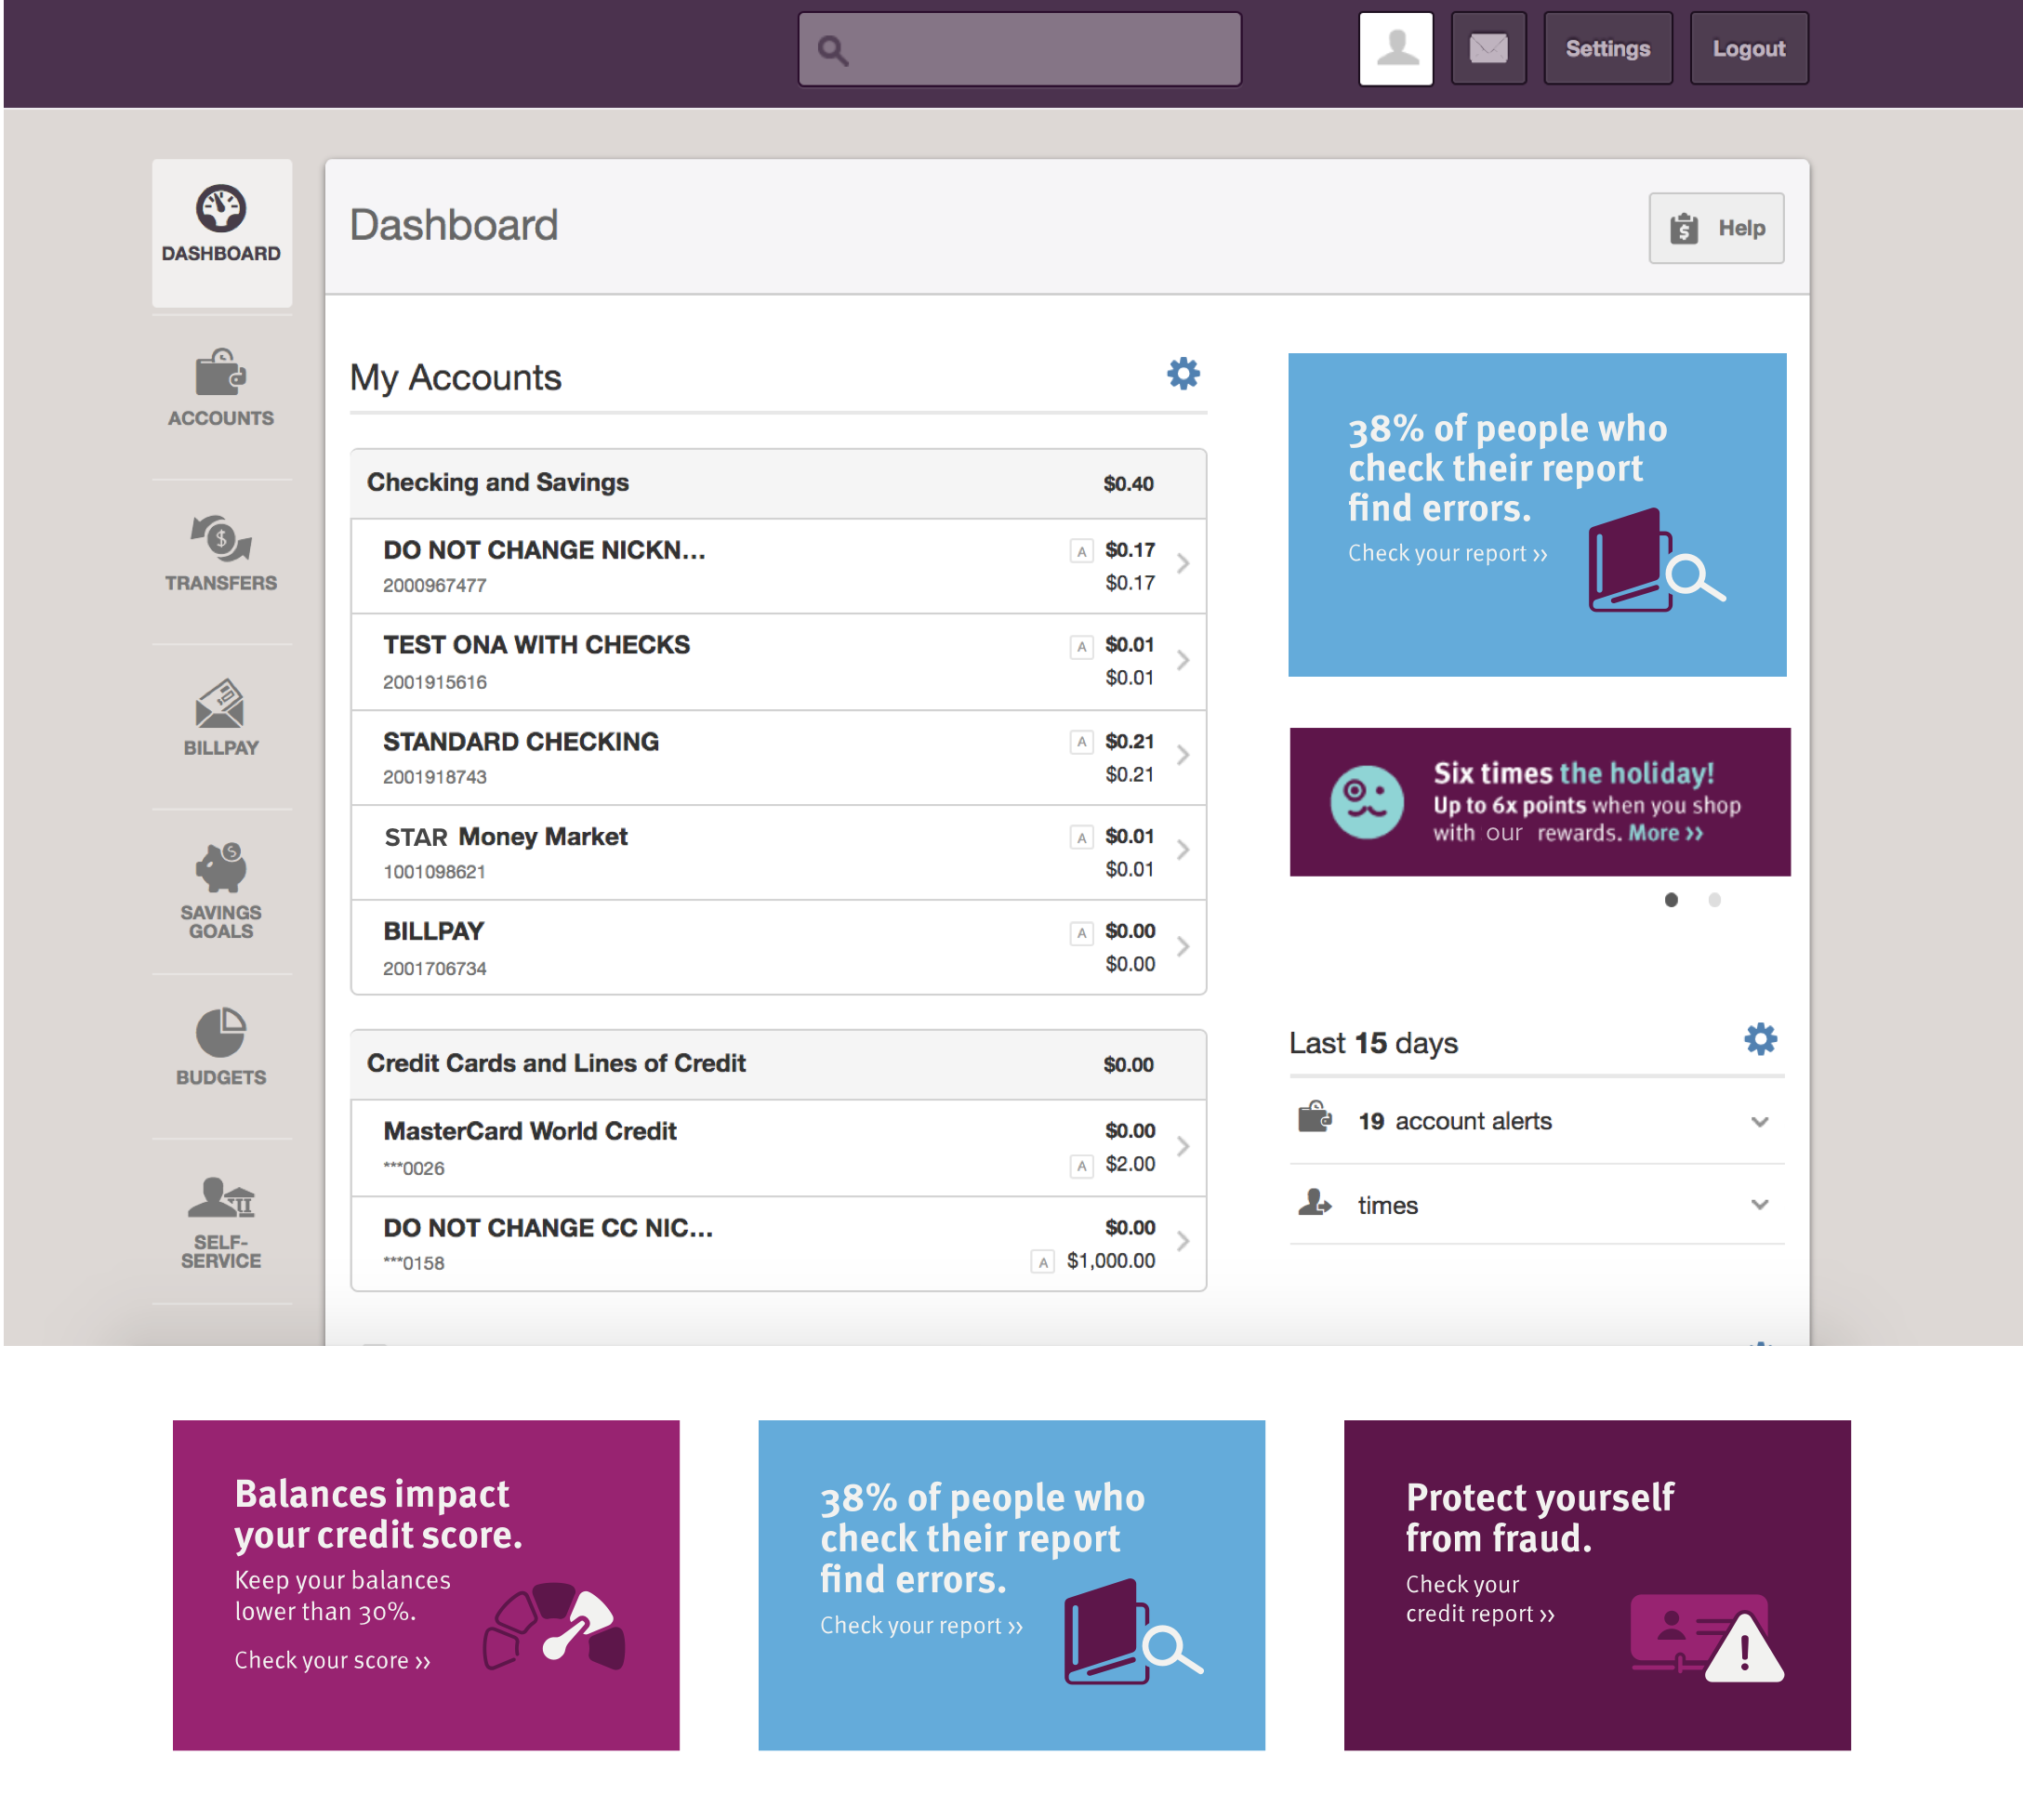 Settings
Logout
DASHBOARD
ACCOUNTS
TRANSFERS
BILLPAY
SAVINGS
GOALS
BUDGETS
SELF-
SERVICE
Dashboard
Help
My Accounts
Checking and Savings $0.40
DO NOT CHANGE NICKN... A $0.17
2000967477 $0.17
TEST ONA WITH CHECKS A $0.01
2001915616 $0.01
STANDARD CHECKING A $0.21
2001918743 $0.21
STAR Money Market A $0.01
1001098621 $0.01
BILLPAY A $0.00
2001706734 $0.00
Credit Cards and Lines of Credit $0.00
MasterCard World Credit $0.00
***0026 A $2.00
DO NOT CHANGE CC NIC... $0.00
***0158 A $1,000.00
38% of people who
check their report
find errors.
Check your report ››
Six times the holiday!
Up to 6x points when you shop
with our rewards. More ››
Last 15 days
19 account alerts
times
Balances impact
your credit score.
Keep your balances
lower than 30%.
Check your score ››
38% of people who
check their report
find errors.
Check your report ››
Protect yourself
from fraud.
Check your
credit report ››